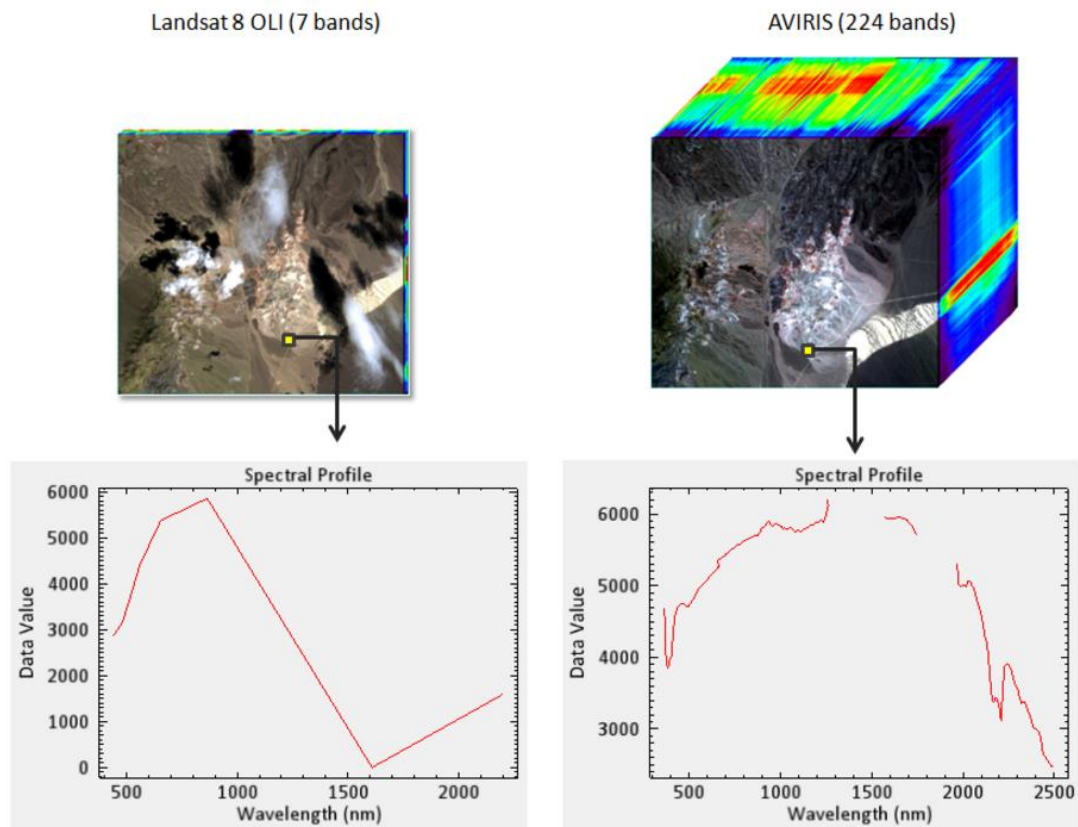 Landsat 8 OLI (7 bands)
AVIRIS (224 bands)
Spectral Profile
6000
5000
4000
3000
2000
1000
0
Data Value
500
1000
1500
2000
Wavelength (nm)
Spectral Profile
6000
5000
4000
3000
Data Value
500
1000
1500
2000
2500
Wavelength (nm)